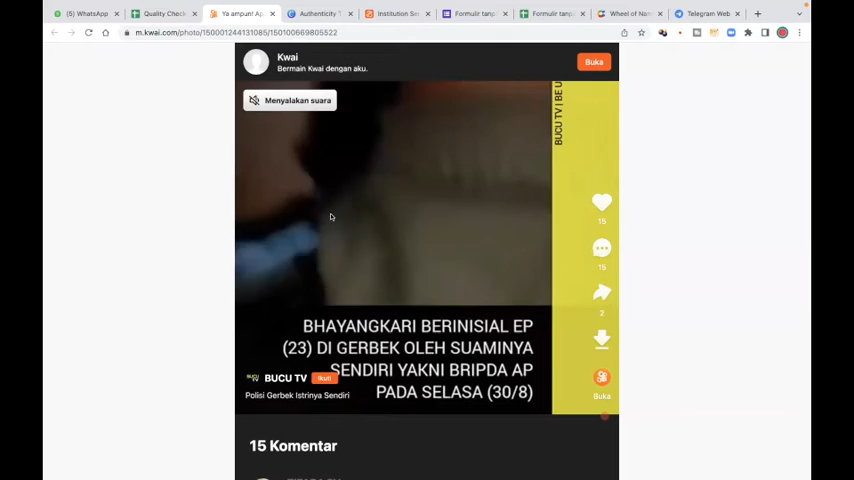 (5) WhatsApp
Quality Check
Ya ampun! Ap
Authenticity T
Institution Se
Formulir tanp
Formulir tanp
Wheel of Nam
Telegram Web
m.kwai.com/photo/150001244131085/150100669805522
Kwai
Bermain Kwai dengan aku.
Buka
Menyalakan suara
BUCU TV | BE U
15
15
2
BHAYANGKARI BERINISIAL EP
(23) DI GERBEK OLEH SUAMINYA
SENDIRI YAKNI BRIPDA AP
PADA SELASA (30/8)
BUCU TV
BUCU TV
Ikuti
Buka
Polisi Gerbek Istrinya Sendiri
15 Komentar